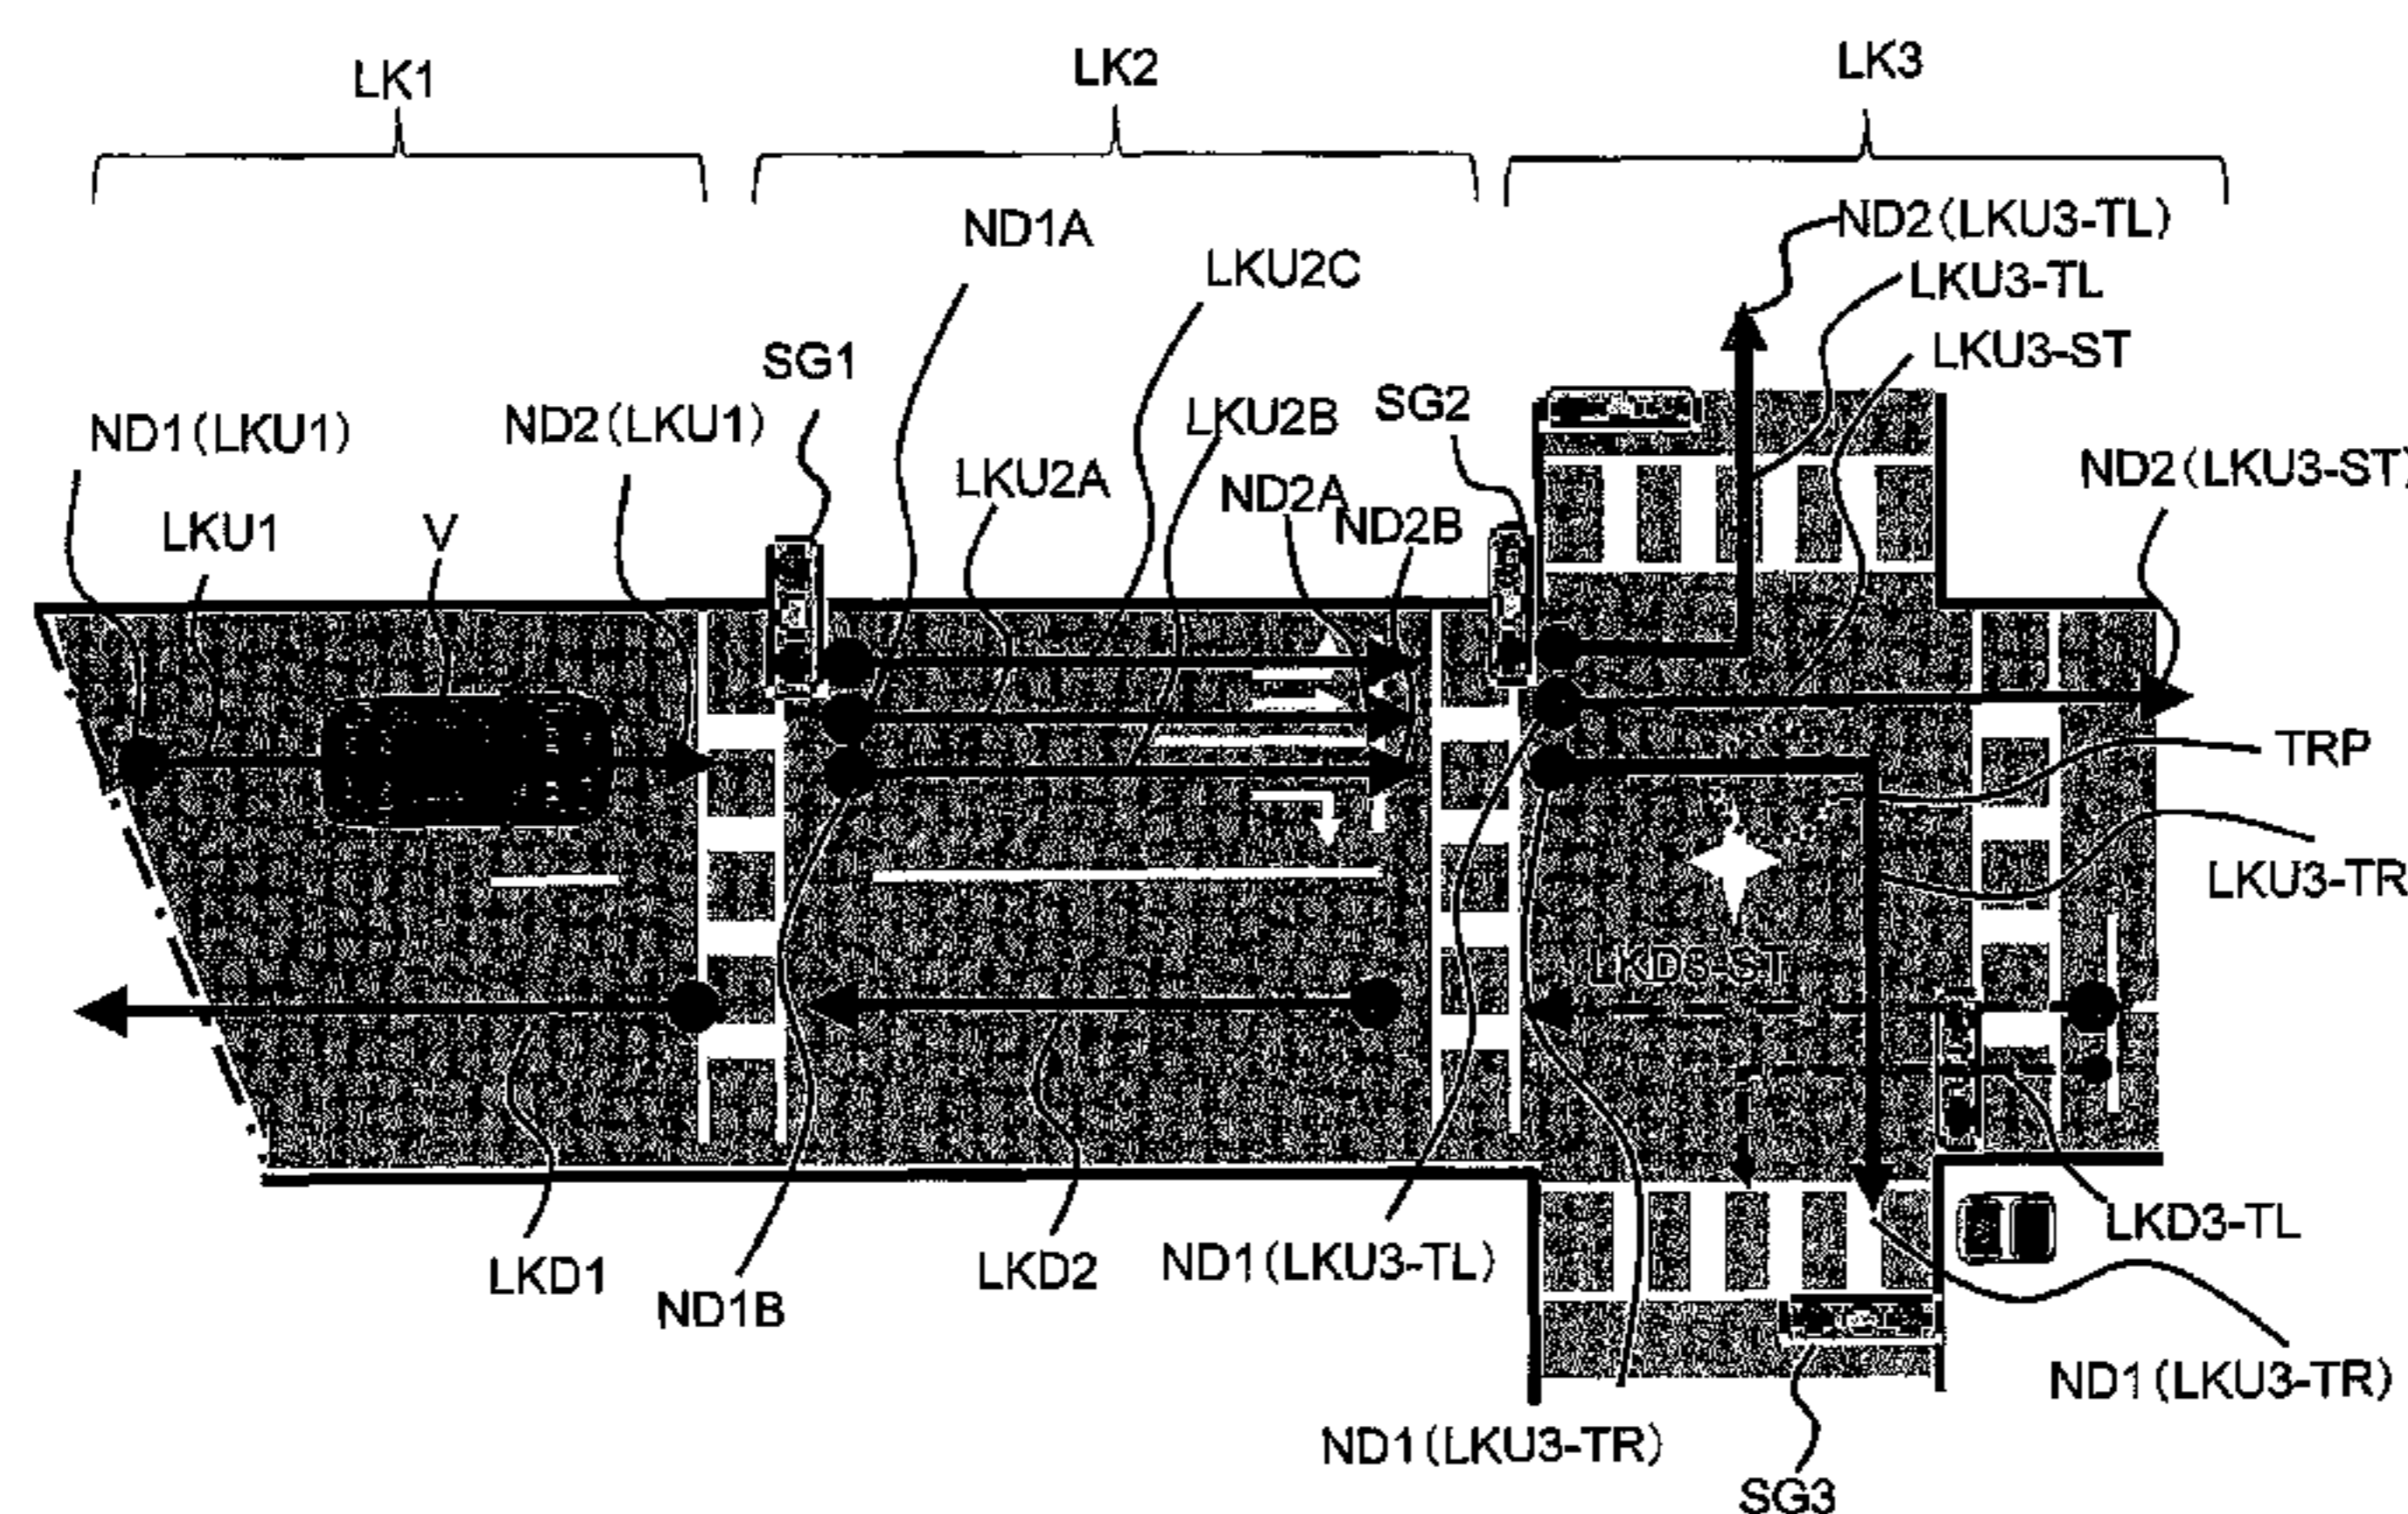 LK1
LK2
LK3
ND1A
ND2(LKU3-TL)
LKU2C
LKU3-TL
SG1
LKU3-ST
ND1(LKU1)
ND2(LKU1)
LKU2B
SG2
LKU2A
ND2A
ND2(LKU3-ST)
LKU1
V
ND2B
TRP
LKU3-TR
LKD3-ST
LKD1
ND1B
LKD2
ND1(LKU3-TL)
LKD3-TL
ND1(LKU3-TR)
ND1(LKU3-TR)
SG3